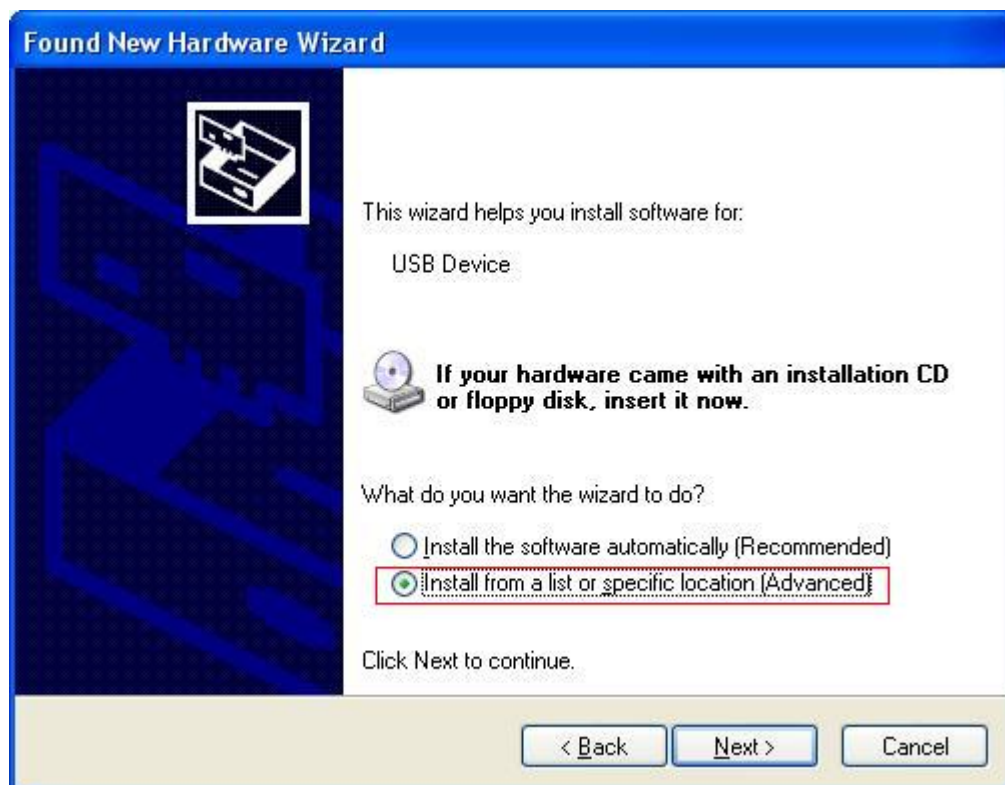 Found New Hardware Wizard
This wizard helps you install software for:
USB Device
If your hardware came with an installation CD
or floppy disk, insert it now.
What do you want the wizard to do?
Install the software automatically (Recommended)
Install from a list or specific location (Advanced)
Click Next to continue.
< Back Next > Cancel